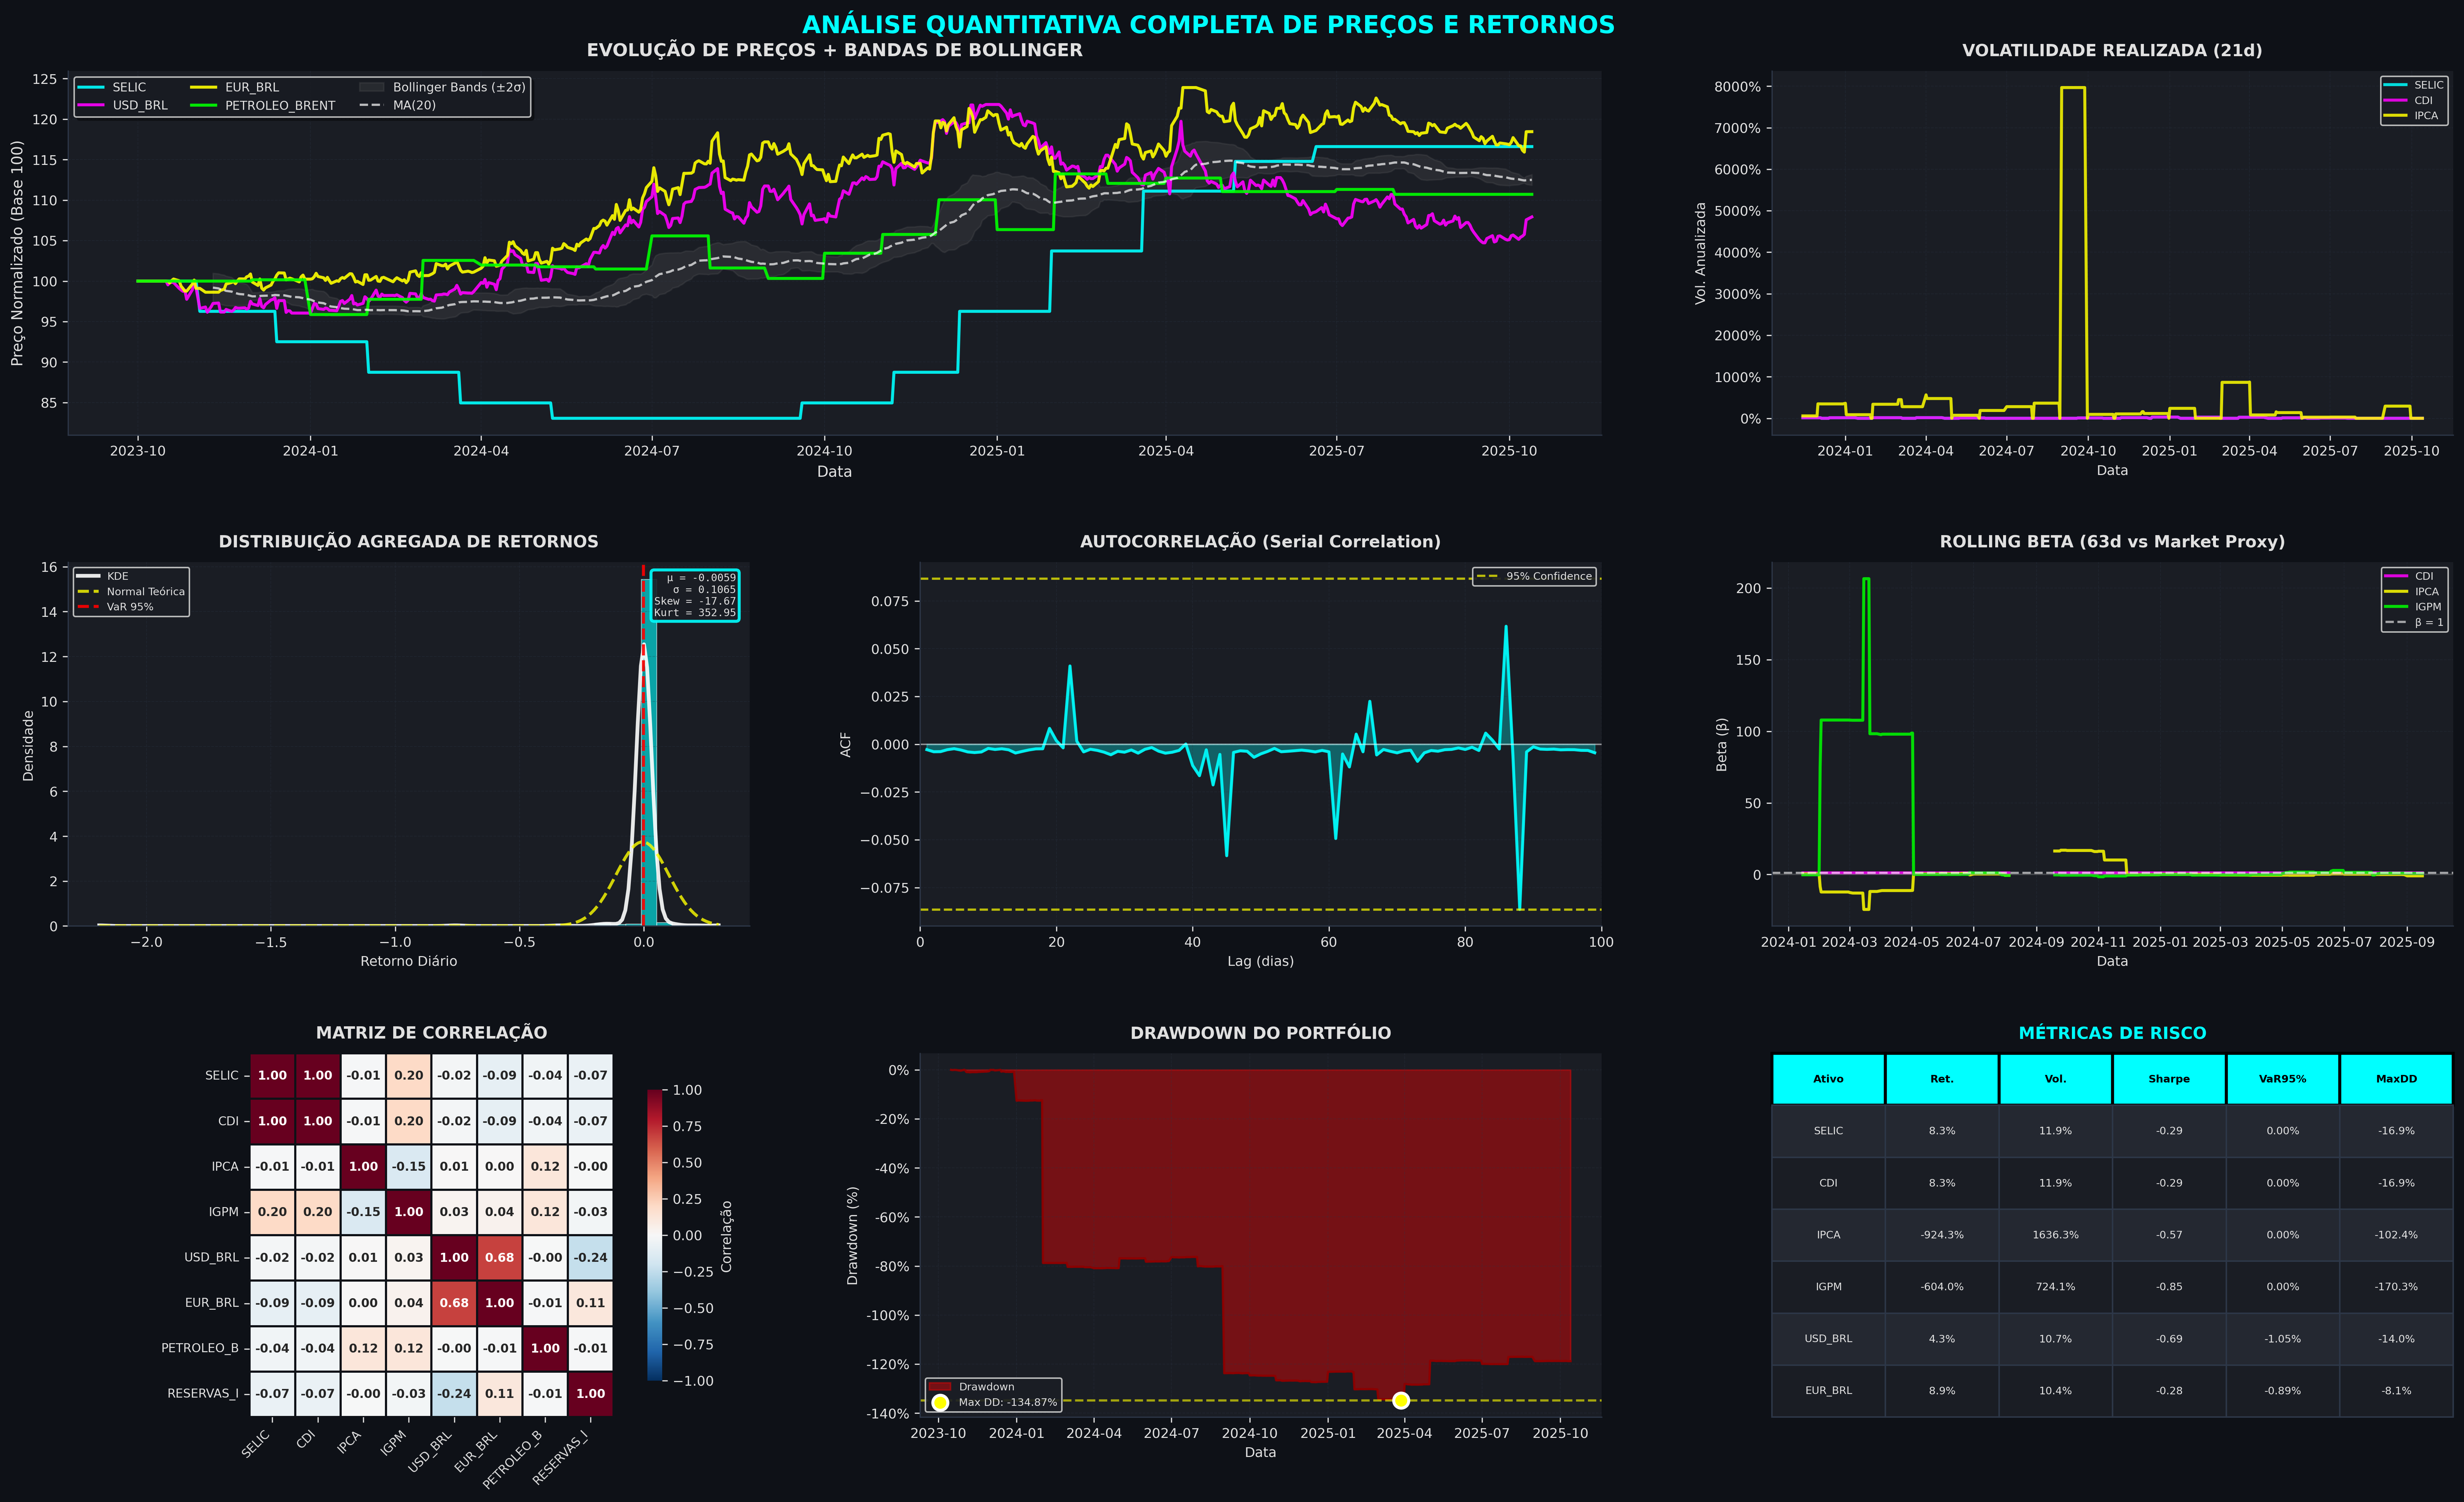 ANÁLISE QUANTITATIVA COMPLETA DE PREÇOS E RETORNOS
EVOLUÇÃO DE PREÇOS + BANDAS DE BOLLINGER
SELIC
USD_BRL
EUR_BRL
PETROLEO_BRENT
Bollinger Bands (±2σ)
MA(20)
Preço Normalizado (Base 100)
125
120
115
110
105
100
95
90
85
2023-10 2024-01 2024-04 2024-07 2024-10 2025-01 2025-04 2025-07 2025-10
Data
VOLATILIDADE REALIZADA (21d)
SELIC
CDI
IPCA
Vol. Anualizada
8000%
7000%
6000%
5000%
4000%
3000%
2000%
1000%
0%
2024-01 2024-04 2024-07 2024-10 2025-01 2025-04 2025-07 2025-10
Data
DISTRIBUIÇÃO AGREGADA DE RETORNOS
KDE
Normal Teórica
VaR 95%
μ = -0.0059
σ = 0.1065
Skew = -17.67
Kurt = 352.95
Densidade
16
14
12
10
8
6
4
2
0
−2.0 −1.5 −1.0 −0.5 0.0
Retorno Diário
AUTOCORRELAÇÃO (Serial Correlation)
95% Confidence
ACF
0.075
0.050
0.025
0.000
−0.025
−0.050
−0.075
0 20 40 60 80 100
Lag (dias)
ROLLING BETA (63d vs Market Proxy)
CDI
IPCA
IGPM
β = 1
Beta (β)
200
150
100
50
0
2024-01 2024-03 2024-05 2024-07 2024-09 2024-11 2025-01 2025-03 2025-05 2025-07 2025-09
Data
MATRIZ DE CORRELAÇÃO
SELIC 1.00 1.00 -0.01 0.20 -0.02 -0.09 -0.04 -0.07
CDI 1.00 1.00 -0.01 0.20 -0.02 -0.09 -0.04 -0.07
IPCA -0.01 -0.01 1.00 -0.15 0.01 0.00 0.12 -0.00
IGPM 0.20 0.20 -0.15 1.00 0.03 0.04 0.12 -0.03
USD_BRL -0.02 -0.02 0.01 0.03 1.00 0.68 -0.00 -0.24
EUR_BRL -0.09 -0.09 0.00 0.04 0.68 1.00 -0.01 0.11
PETROLEO_B -0.04 -0.04 0.12 0.12 -0.00 -0.01 1.00 -0.01
RESERVAS_I -0.07 -0.07 -0.00 -0.03 -0.24 0.11 -0.01 1.00
SELIC CDI IPCA IGPM USD_BRL EUR_BRL PETROLEO_B RESERVAS_I
1.00
0.75
0.50
0.25
0.00
−0.25
−0.50
−0.75
−1.00
Correlação
DRAWDOWN DO PORTFÓLIO
Drawdown (%)
0%
-20%
-40%
-60%
-80%
-100%
-120%
-140%
Drawdown
Max DD: -134.87%
2023-10 2024-01 2024-04 2024-07 2024-10 2025-01 2025-04 2025-07 2025-10
Data
MÉTRICAS DE RISCO
Ativo Ret. Vol. Sharpe VaR95% MaxDD
SELIC 8.3% 11.9% -0.29 0.00% -16.9%
CDI 8.3% 11.9% -0.29 0.00% -16.9%
IPCA -924.3% 1636.3% -0.57 0.00% -102.4%
IGPM -604.0% 724.1% -0.85 0.00% -170.3%
USD_BRL 4.3% 10.7% -0.69 -1.05% -14.0%
EUR_BRL 8.9% 10.4% -0.28 -0.89% -8.1%